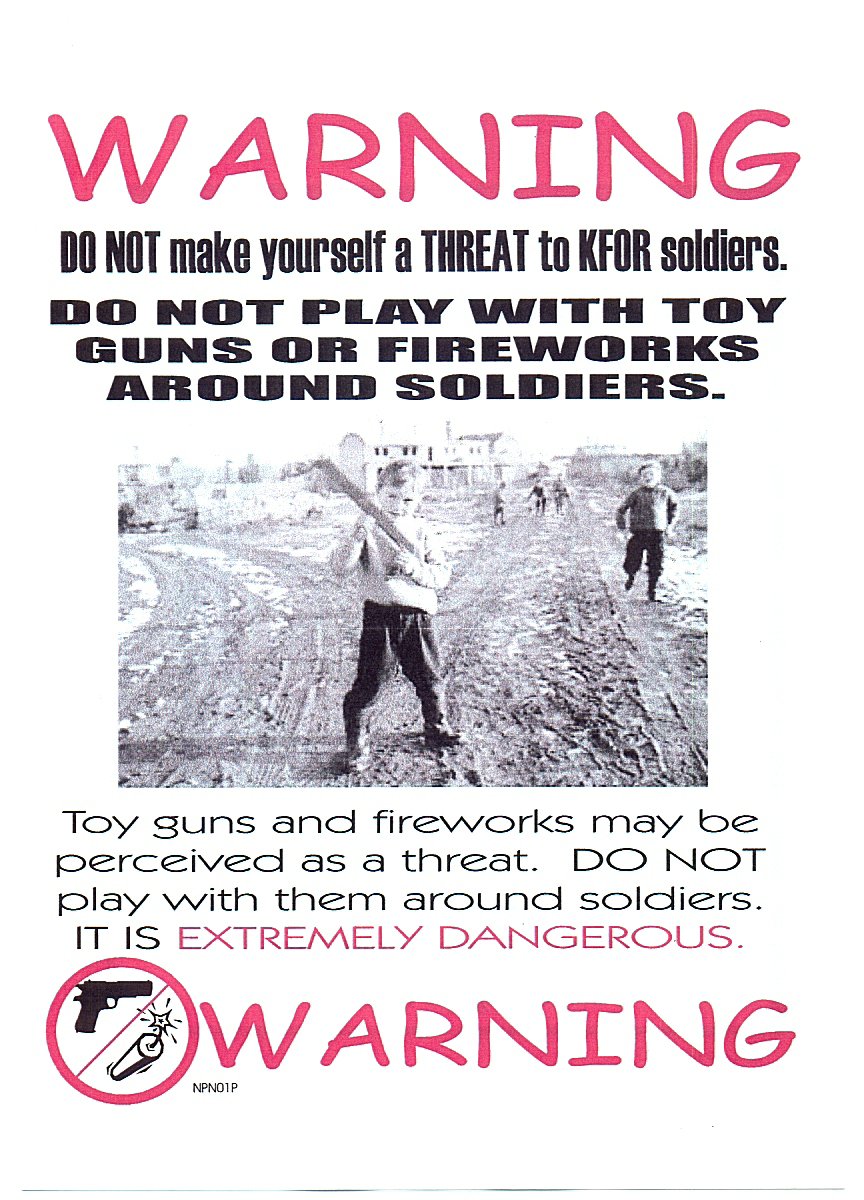 WARNING
DO NOT make yourself a THREAT to KFOR soldiers.
DO NOT PLAY WITH TOY
GUNS OR FIREWORKS
AROUND SOLDIERS.
Toy guns and fireworks may be
perceived as a threat. DO NOT
play with them around soldiers.
IT IS EXTREMELY DANGEROUS.
WARNING
NPN01P